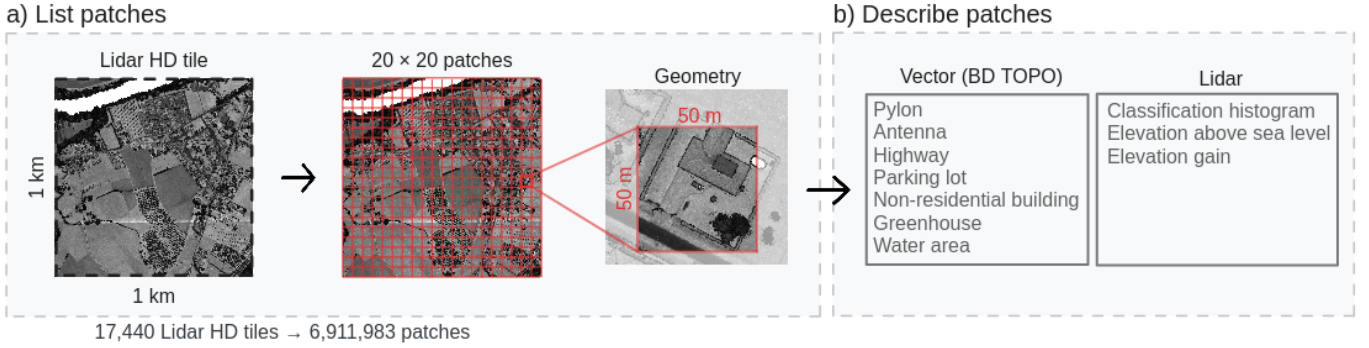 a) List patches
b) Describe patches
Lidar HD tile
20 × 20 patches
Geometry
1 km
1 km
50 m
50 m
17,440 Lidar HD tiles → 6,911,983 patches
Vector (BD TOPO)
Pylon
Antenna
Highway
Parking lot
Non-residential building
Greenhouse
Water area
Lidar
Classification histogram
Elevation above sea level
Elevation gain